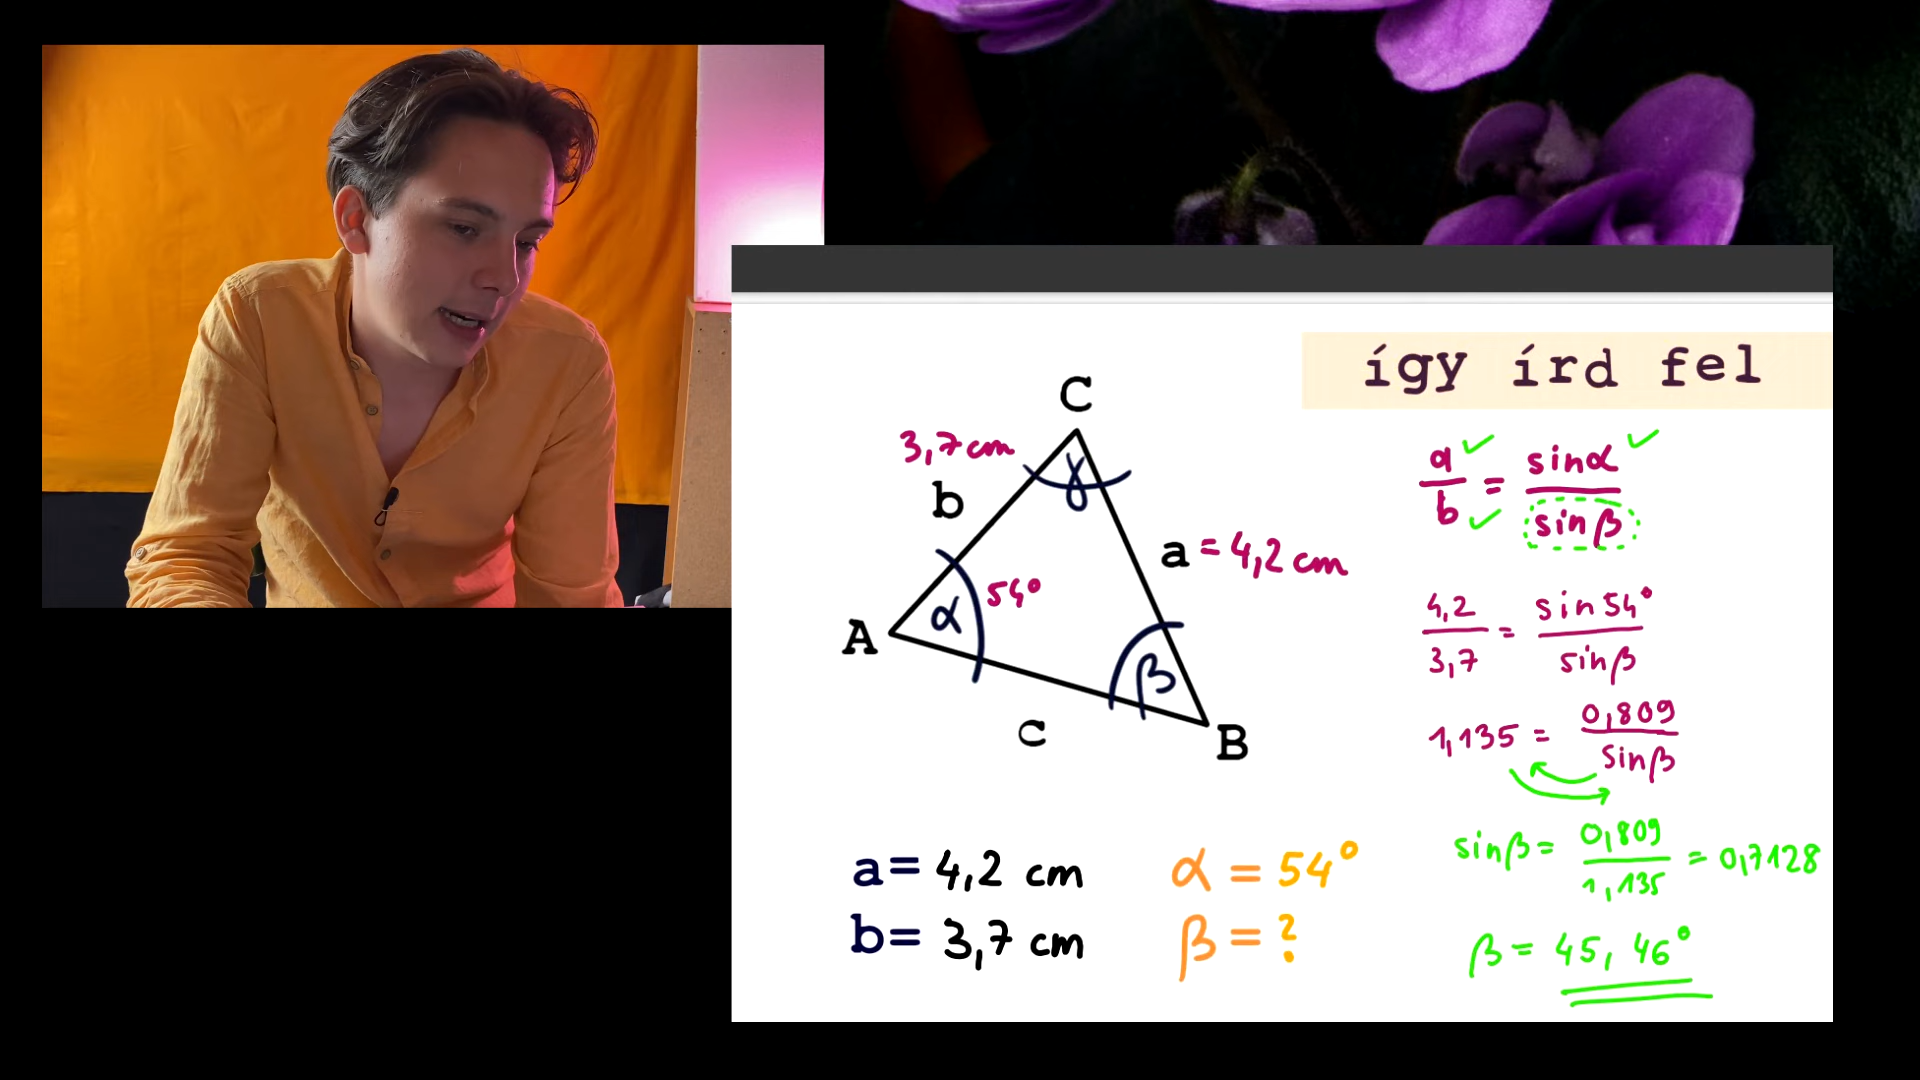 így írd fel
C
3,7 cm
b
γ
a = 4,2 cm
54°
A
α
β
c
B
a/b = sinα/sinβ
4,2/3,7 = sin54°/sinβ
1,135 = 0,809/sinβ
sinβ = 0,809/1,135 = 0,7128
β = 45,46°
a= 4,2 cm
α = 54°
b= 3,7 cm
β = ?